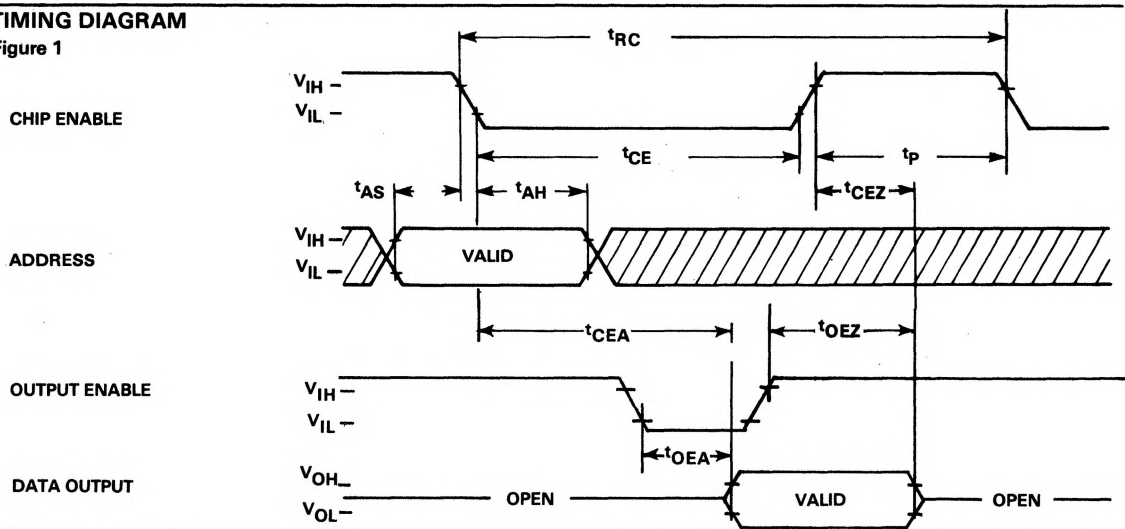 TIMING DIAGRAM
Figure 1
tRC
CHIP ENABLE
VIH
VIL
tCE
tP
tAS
tAH
tCEZ
ADDRESS
VIH
VIL
VALID
tCEA
tOEZ
OUTPUT ENABLE
VIH
VIL
tOEA
DATA OUTPUT
VOH
VOL
OPEN
VALID
OPEN